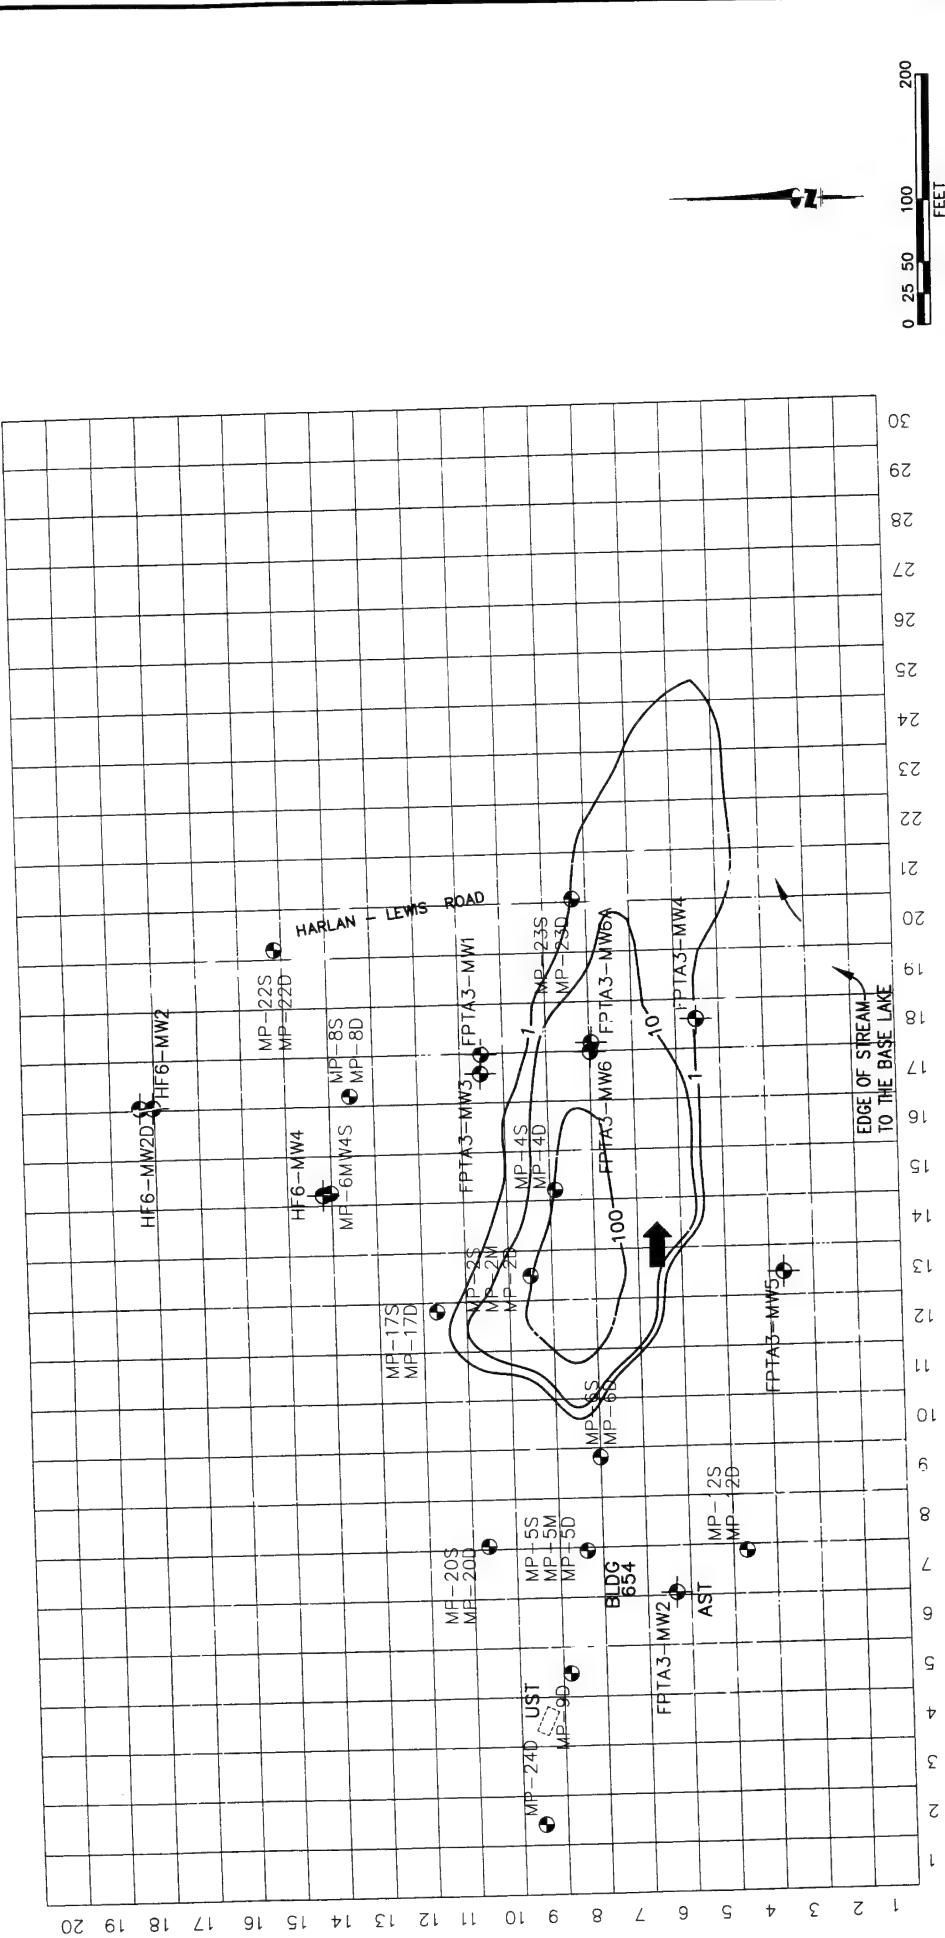 0 25 50 100 200
FEET
N
30
29
28
27
26
25
24
23
22
21
20
19
18
17
16
15
14
13
12
11
10
9
8
7
6
5
4
3
2
1
20 19 18 17 16 15 14 13 12 11 10 9 8 7 6 5 4 3 2 1
HF6-MW2D
HF6-MW2
MP-22S
MP-22D
HARLAN - LEWIS ROAD
MP-8S
MP-8D
HF6-MW4
MP-6MW4S
FPTA3-MW3
FPTA3-MW1
MP-23S
MP-23D
FPTA3-MW6
FPTA3-MW6A
FPTA3-MW4
MP-4S
MP-4D
MP-2S
MP-2M
MP-2D
MP-17S
MP-17D
1
10
1
100
EDGE OF STREAM
TO THE BASE LAKE
FPTA3-MW5
MP-6S
MP-6D
MP-12S
MP-12D
MP-20S
MP-20D
MP-5S
MP-5M
MP-5D
BLDG
654
FPTA3-MW2
AST
UST
MP-9D
MP-24D